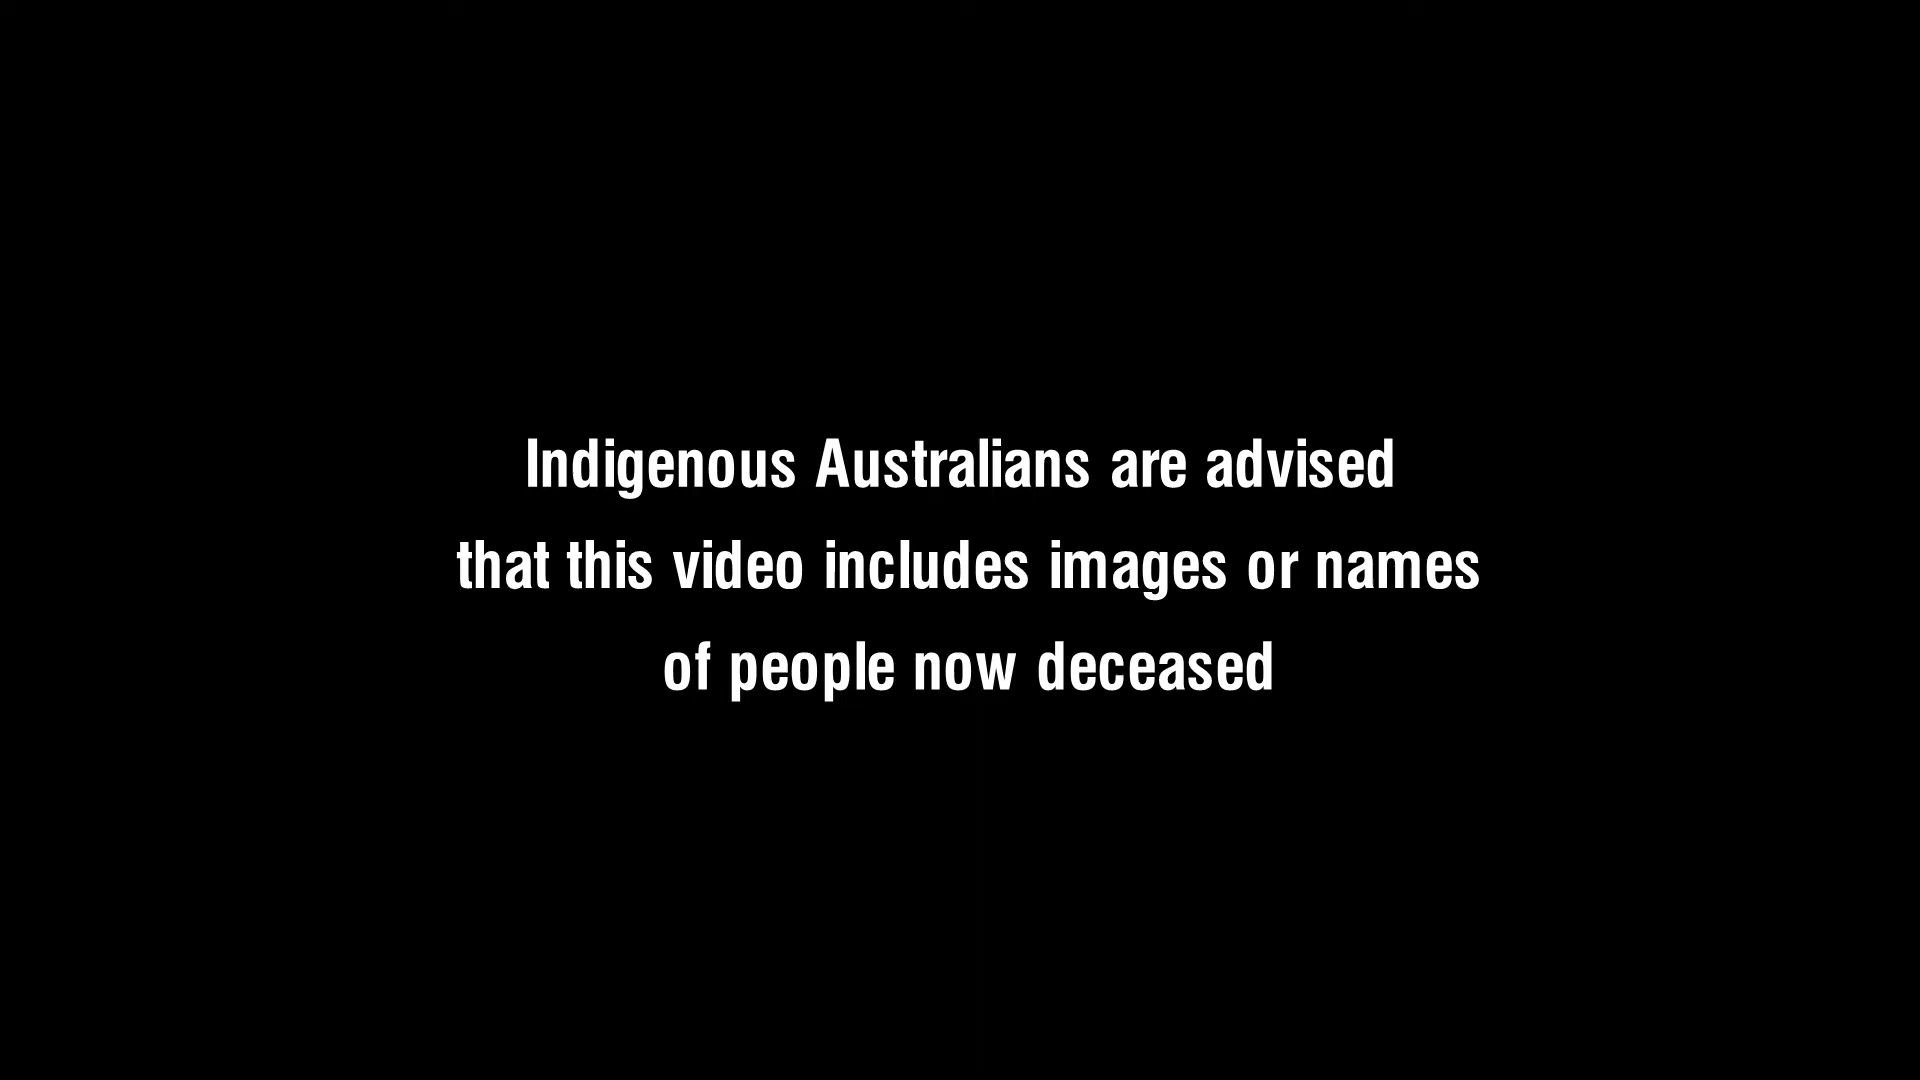 Indigenous Australians are advised
that this video includes images or names
of people now deceased